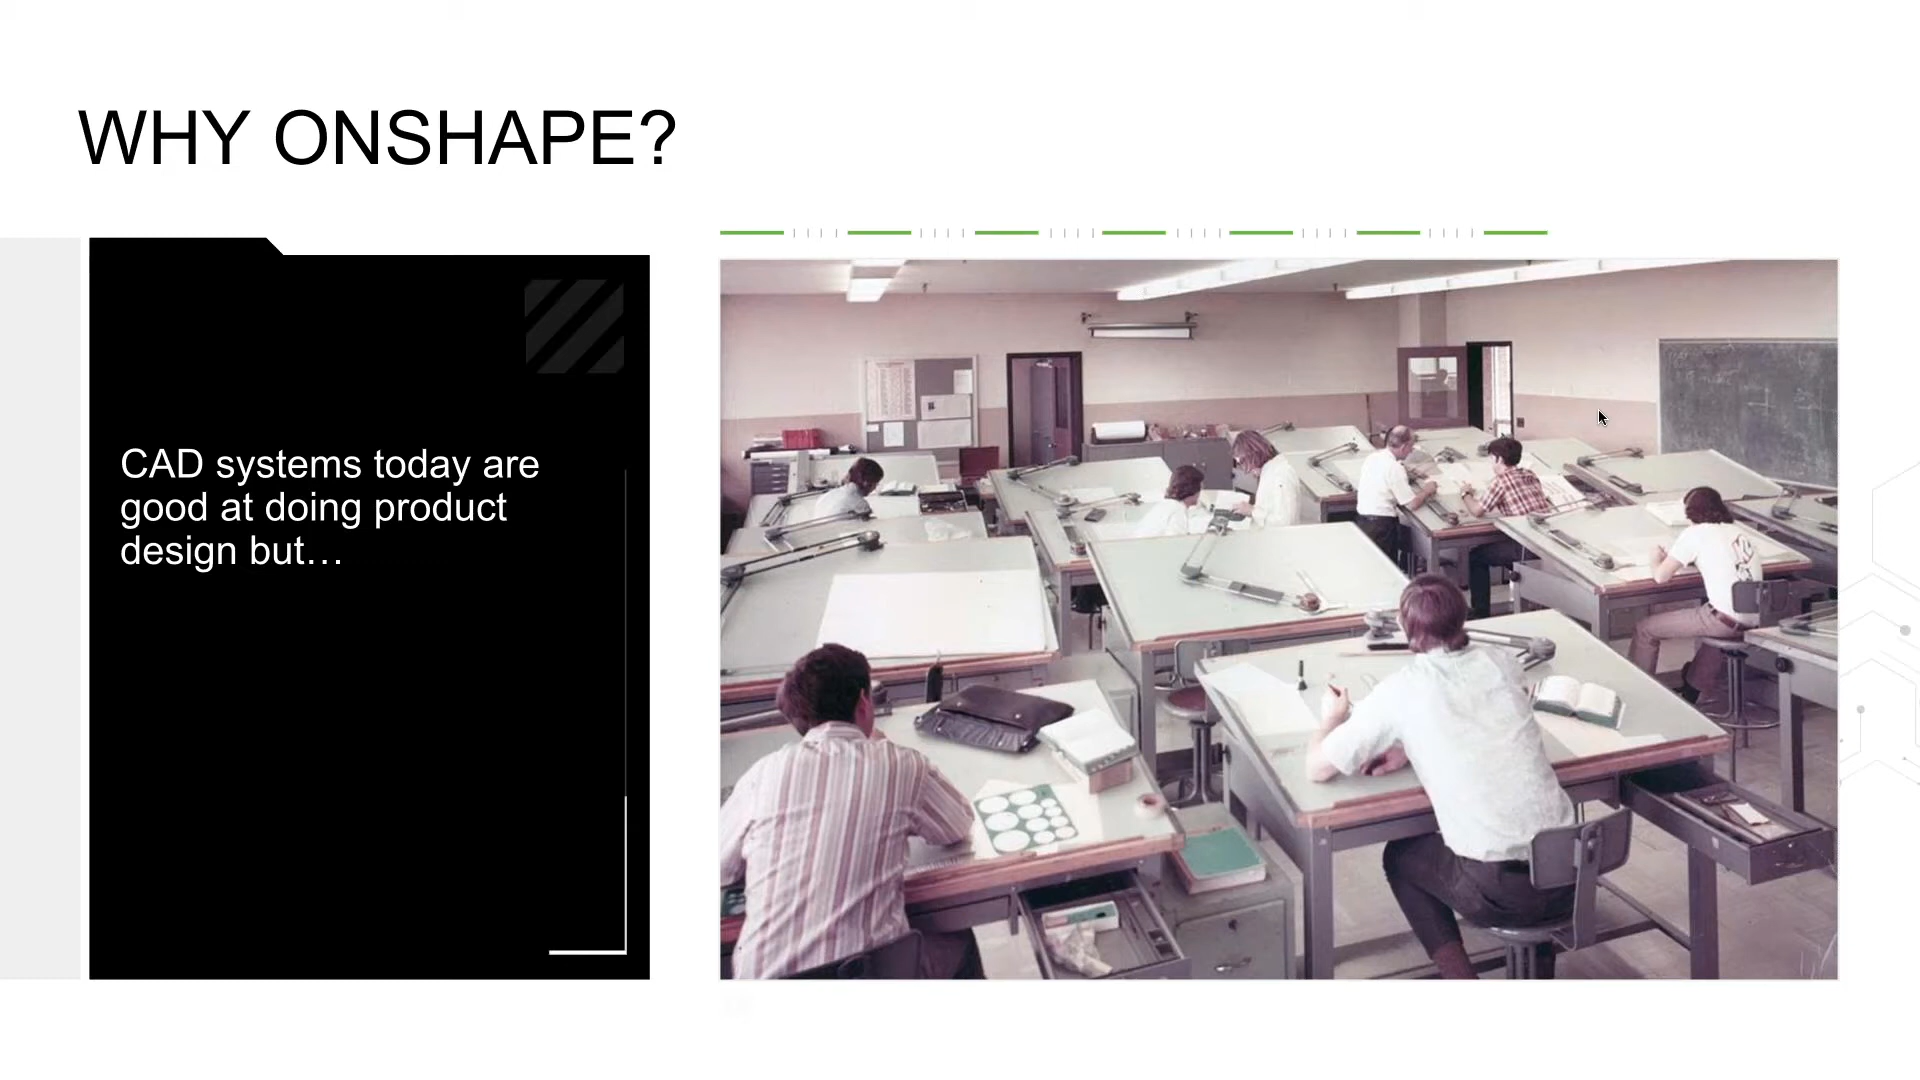 WHY ONSHAPE?
CAD systems today are
good at doing product
design but…